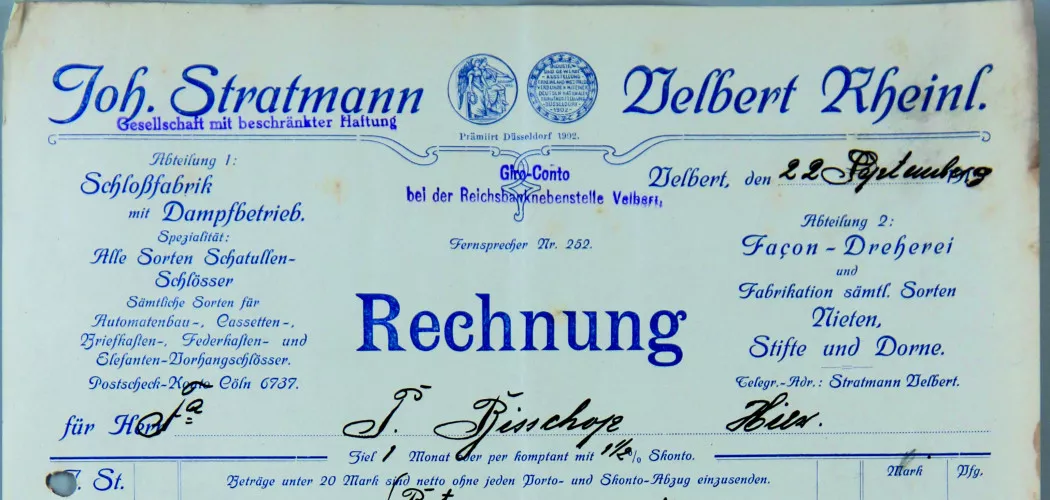 Joh. Stratmann
Velbert Rheinl.
Gesellschaft mit beschränkter Haftung
Prämiirt Düsseldorf 1902.
Giro-Conto
bei der Reichsbanknebenstelle Velbert,
Velbert, den 22 September 1919
Fernsprecher Nr. 252.
Abteilung 1:
Schloßfabrik
mit Dampfbetrieb.
Spezialität:
Alle Sorten Schatullen-
Schlösser
Sämtliche Sorten für
Automatenbau-, Cassetten-,
Briefkasten-, Federkasten- und
Elefanten-Vorhangschlösser.
Postscheck-Konto Cöln 6737.
Abteilung 2:
Façon-Dreherei
und
Fabrikation sämtl. Sorten
Nieten,
Stifte und Dorne.
Telegr.-Adr.: Stratmann Velbert.
Rechnung
für Herrn Fa P. Bisschop
Ziel 1 Monat oder per komptant mit 1 1/2 % Skonto.
St.
Beträge unter 20 Mark sind netto ohne jeden Porto- und Skonto-Abzug einzusenden.
Mark
Pfg.